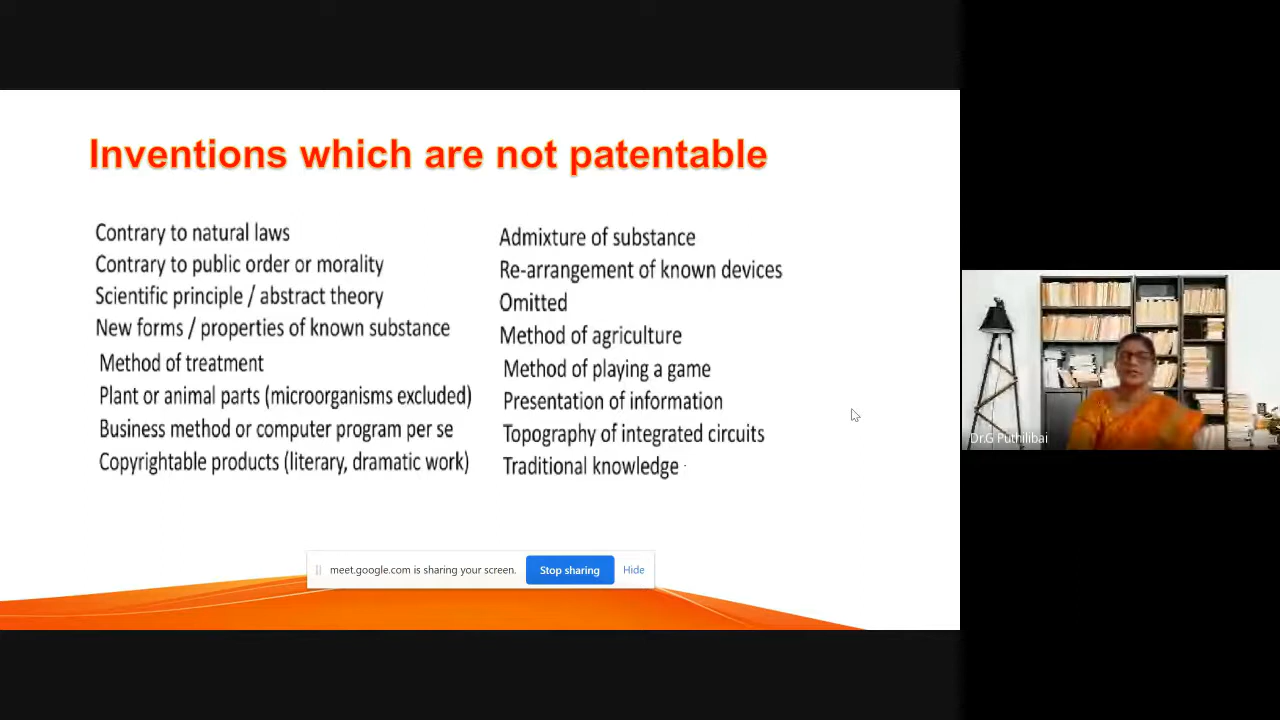 Inventions which are not patentable
Contrary to natural laws
Contrary to public order or morality
Scientific principle / abstract theory
New forms / properties of known substance
Method of treatment
Plant or animal parts (microorganisms excluded)
Business method or computer program per se
Copyrightable products (literary, dramatic work)
Admixture of substance
Re-arrangement of known devices
Omitted
Method of agriculture
Method of playing a game
Presentation of information
Topography of integrated circuits
Traditional knowledge
meet.google.com is sharing your screen.
Stop sharing
Hide
Dr.G Puthilibai